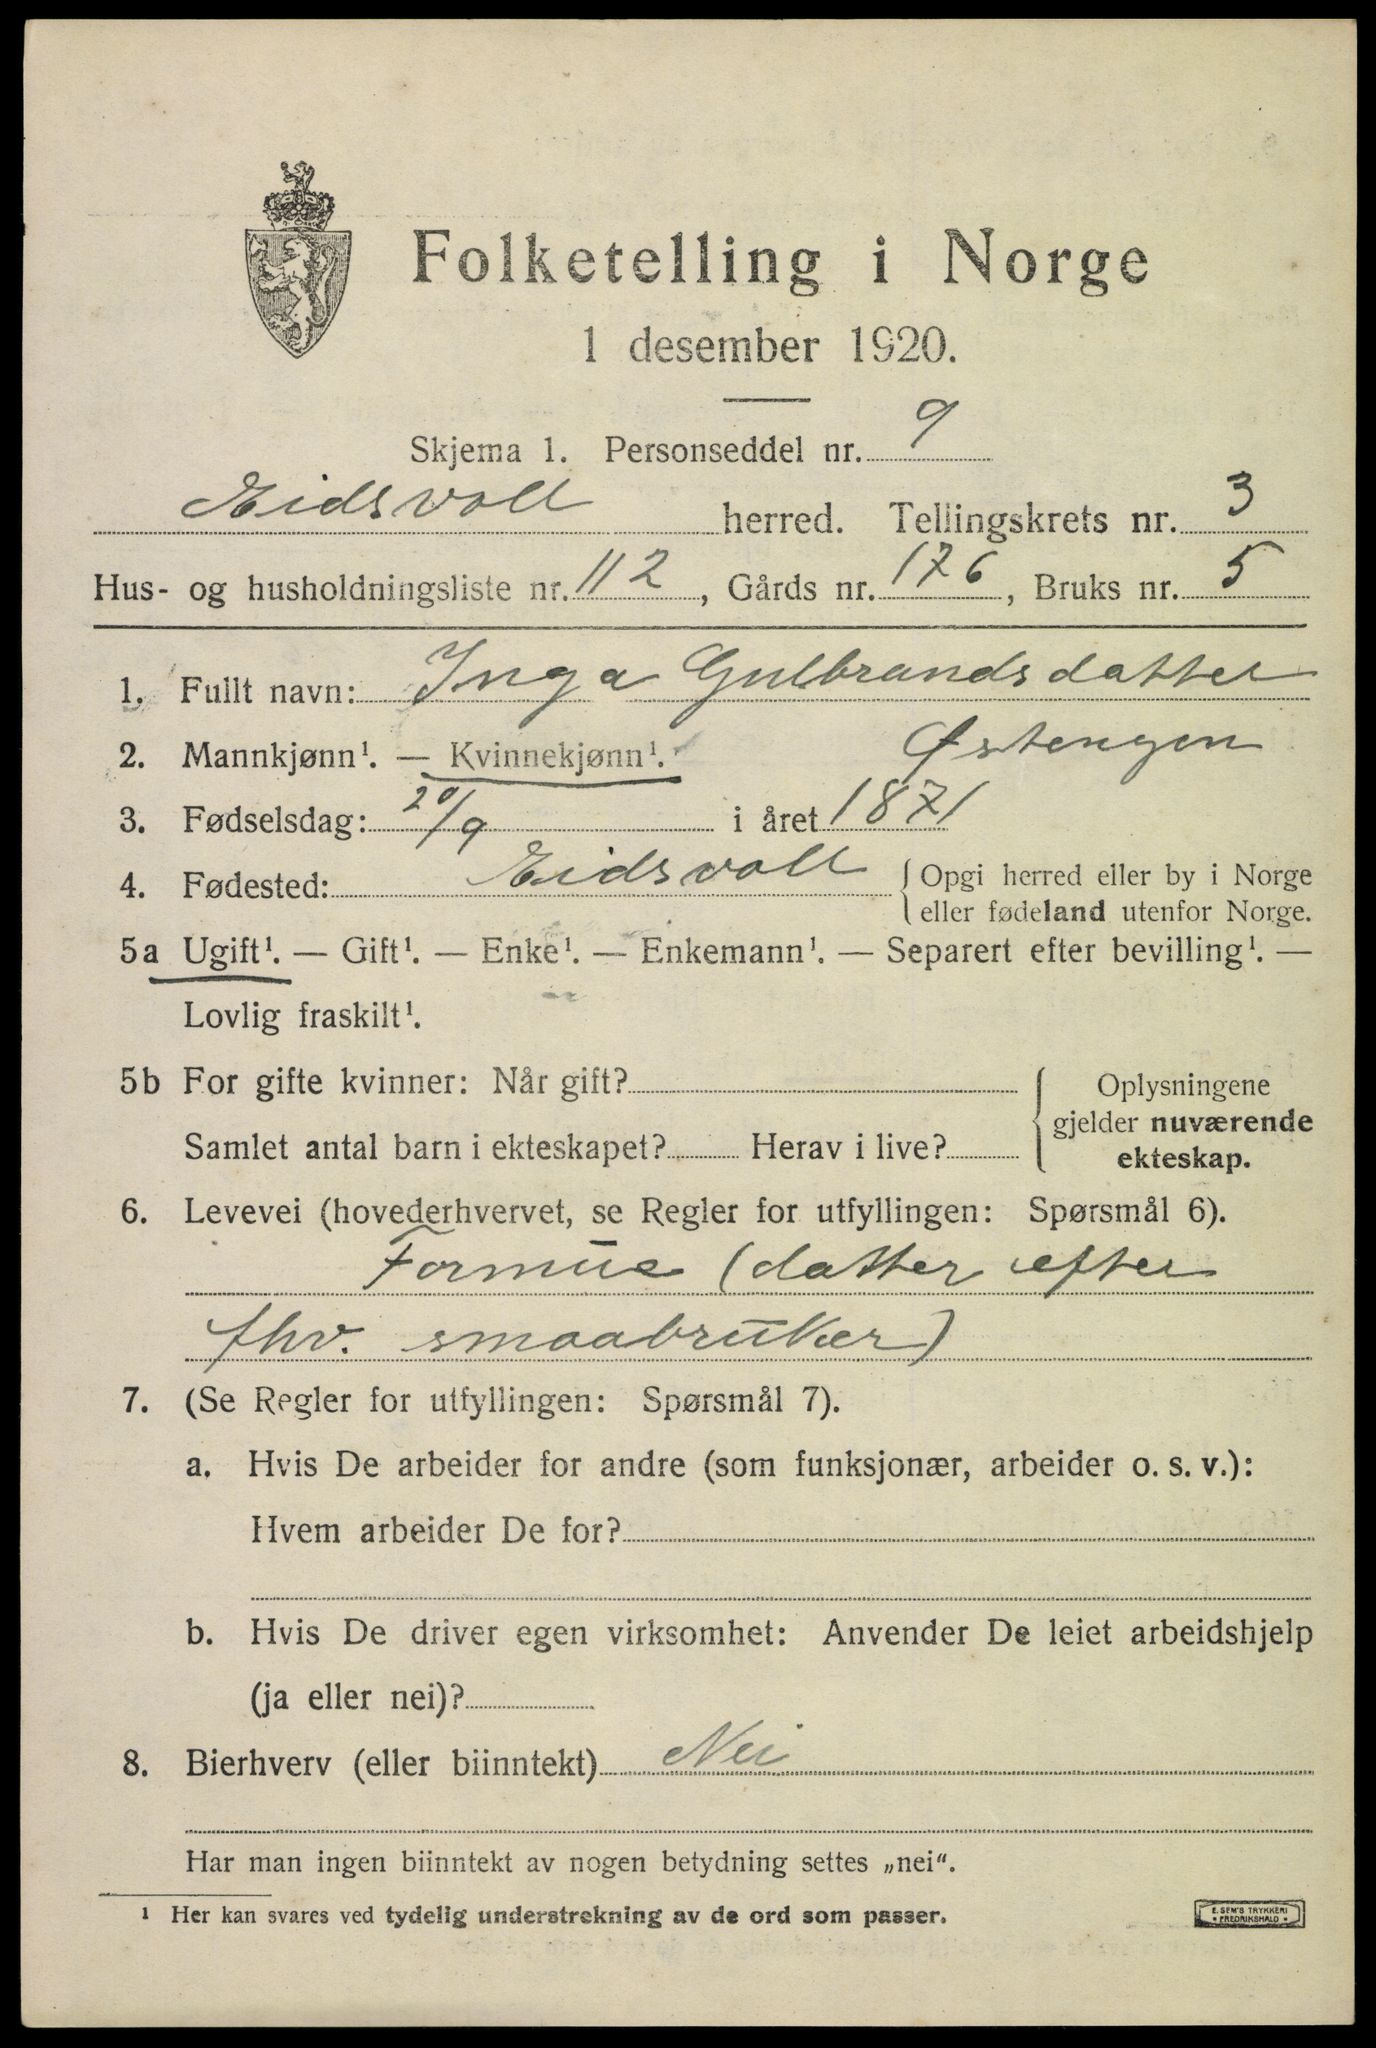 Folketelling i Norge
1 desember 1920.
Skjema 1. Personseddel nr. 9
Eidsvoll herred. Tellingskrets nr. 3
Hus- og husholdningsliste nr. 112, Gårds nr. 176, Bruks nr. 5
1. Fullt navn: Inga Gulbrandsdatter
Østengen
2. Mannkjønn¹. — Kvinnekjønn¹.
3. Fødselsdag: 20/9 i året 1871
4. Fødested: Eidsvoll { Opgi herred eller by i Norge
eller fødeland utenfor Norge.
5a Ugift¹. — Gift¹. — Enke¹. — Enkemann¹. — Separert efter bevilling¹. —
Lovlig fraskilt¹.
5b For gifte kvinner: Når gift? { Oplysningene
gjelder nuværende
Samlet antal barn i ekteskapet? Herav i live? ekteskap.
6. Levevei (hovederhvervet, se Regler for utfyllingen: Spørsmål 6).
Formue (datter efter
fhv. smaabruker)
7. (Se Regler for utfyllingen: Spørsmål 7).
a. Hvis De arbeider for andre (som funksjonær, arbeider o. s. v.):
Hvem arbeider De for?
b. Hvis De driver egen virksomhet: Anvender De leiet arbeidshjelp
(ja eller nei)?
8. Bierhverv (eller biinntekt) Nei
Har man ingen biinntekt av nogen betydning settes „nei“.
¹ Her kan svares ved tydelig understrekning av de ord som passer.
E. SEM'S TRYKKERI
• FREDRIKSHALD •